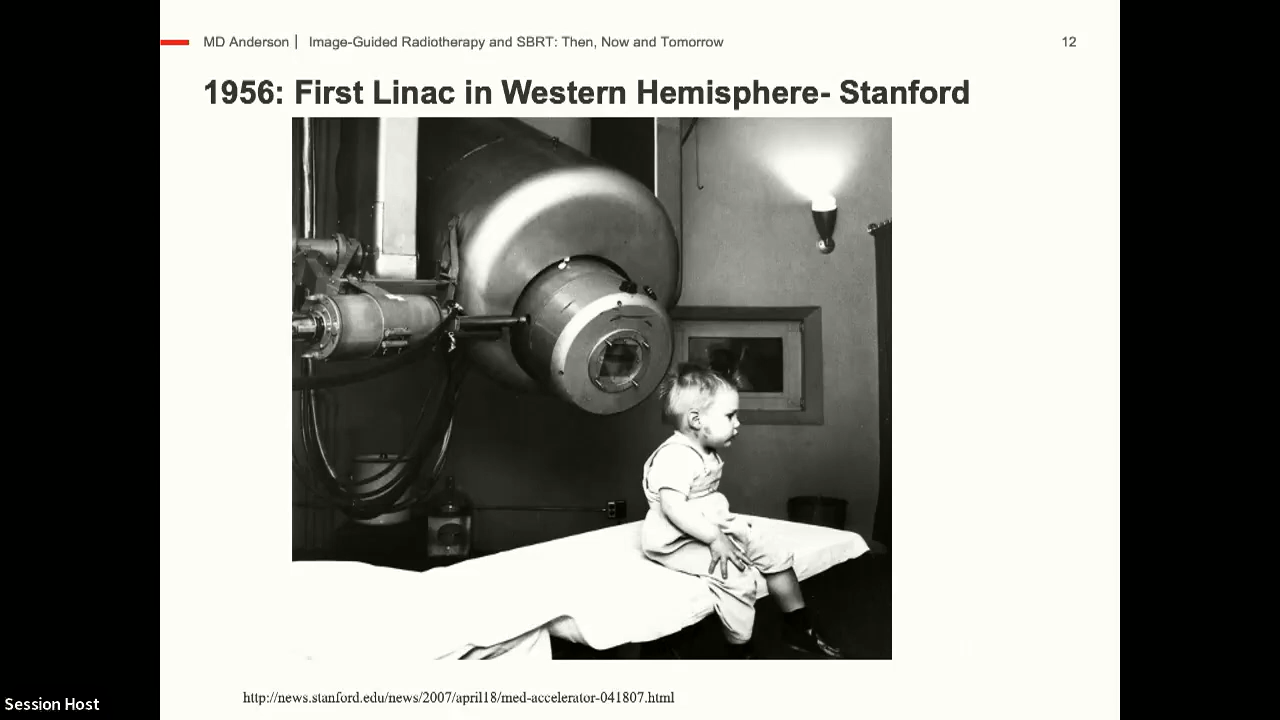 MD Anderson | Image-Guided Radiotherapy and SBRT: Then, Now and Tomorrow 12
1956: First Linac in Western Hemisphere- Stanford
http://news.stanford.edu/news/2007/april18/med-accelerator-041807.html
Session Host